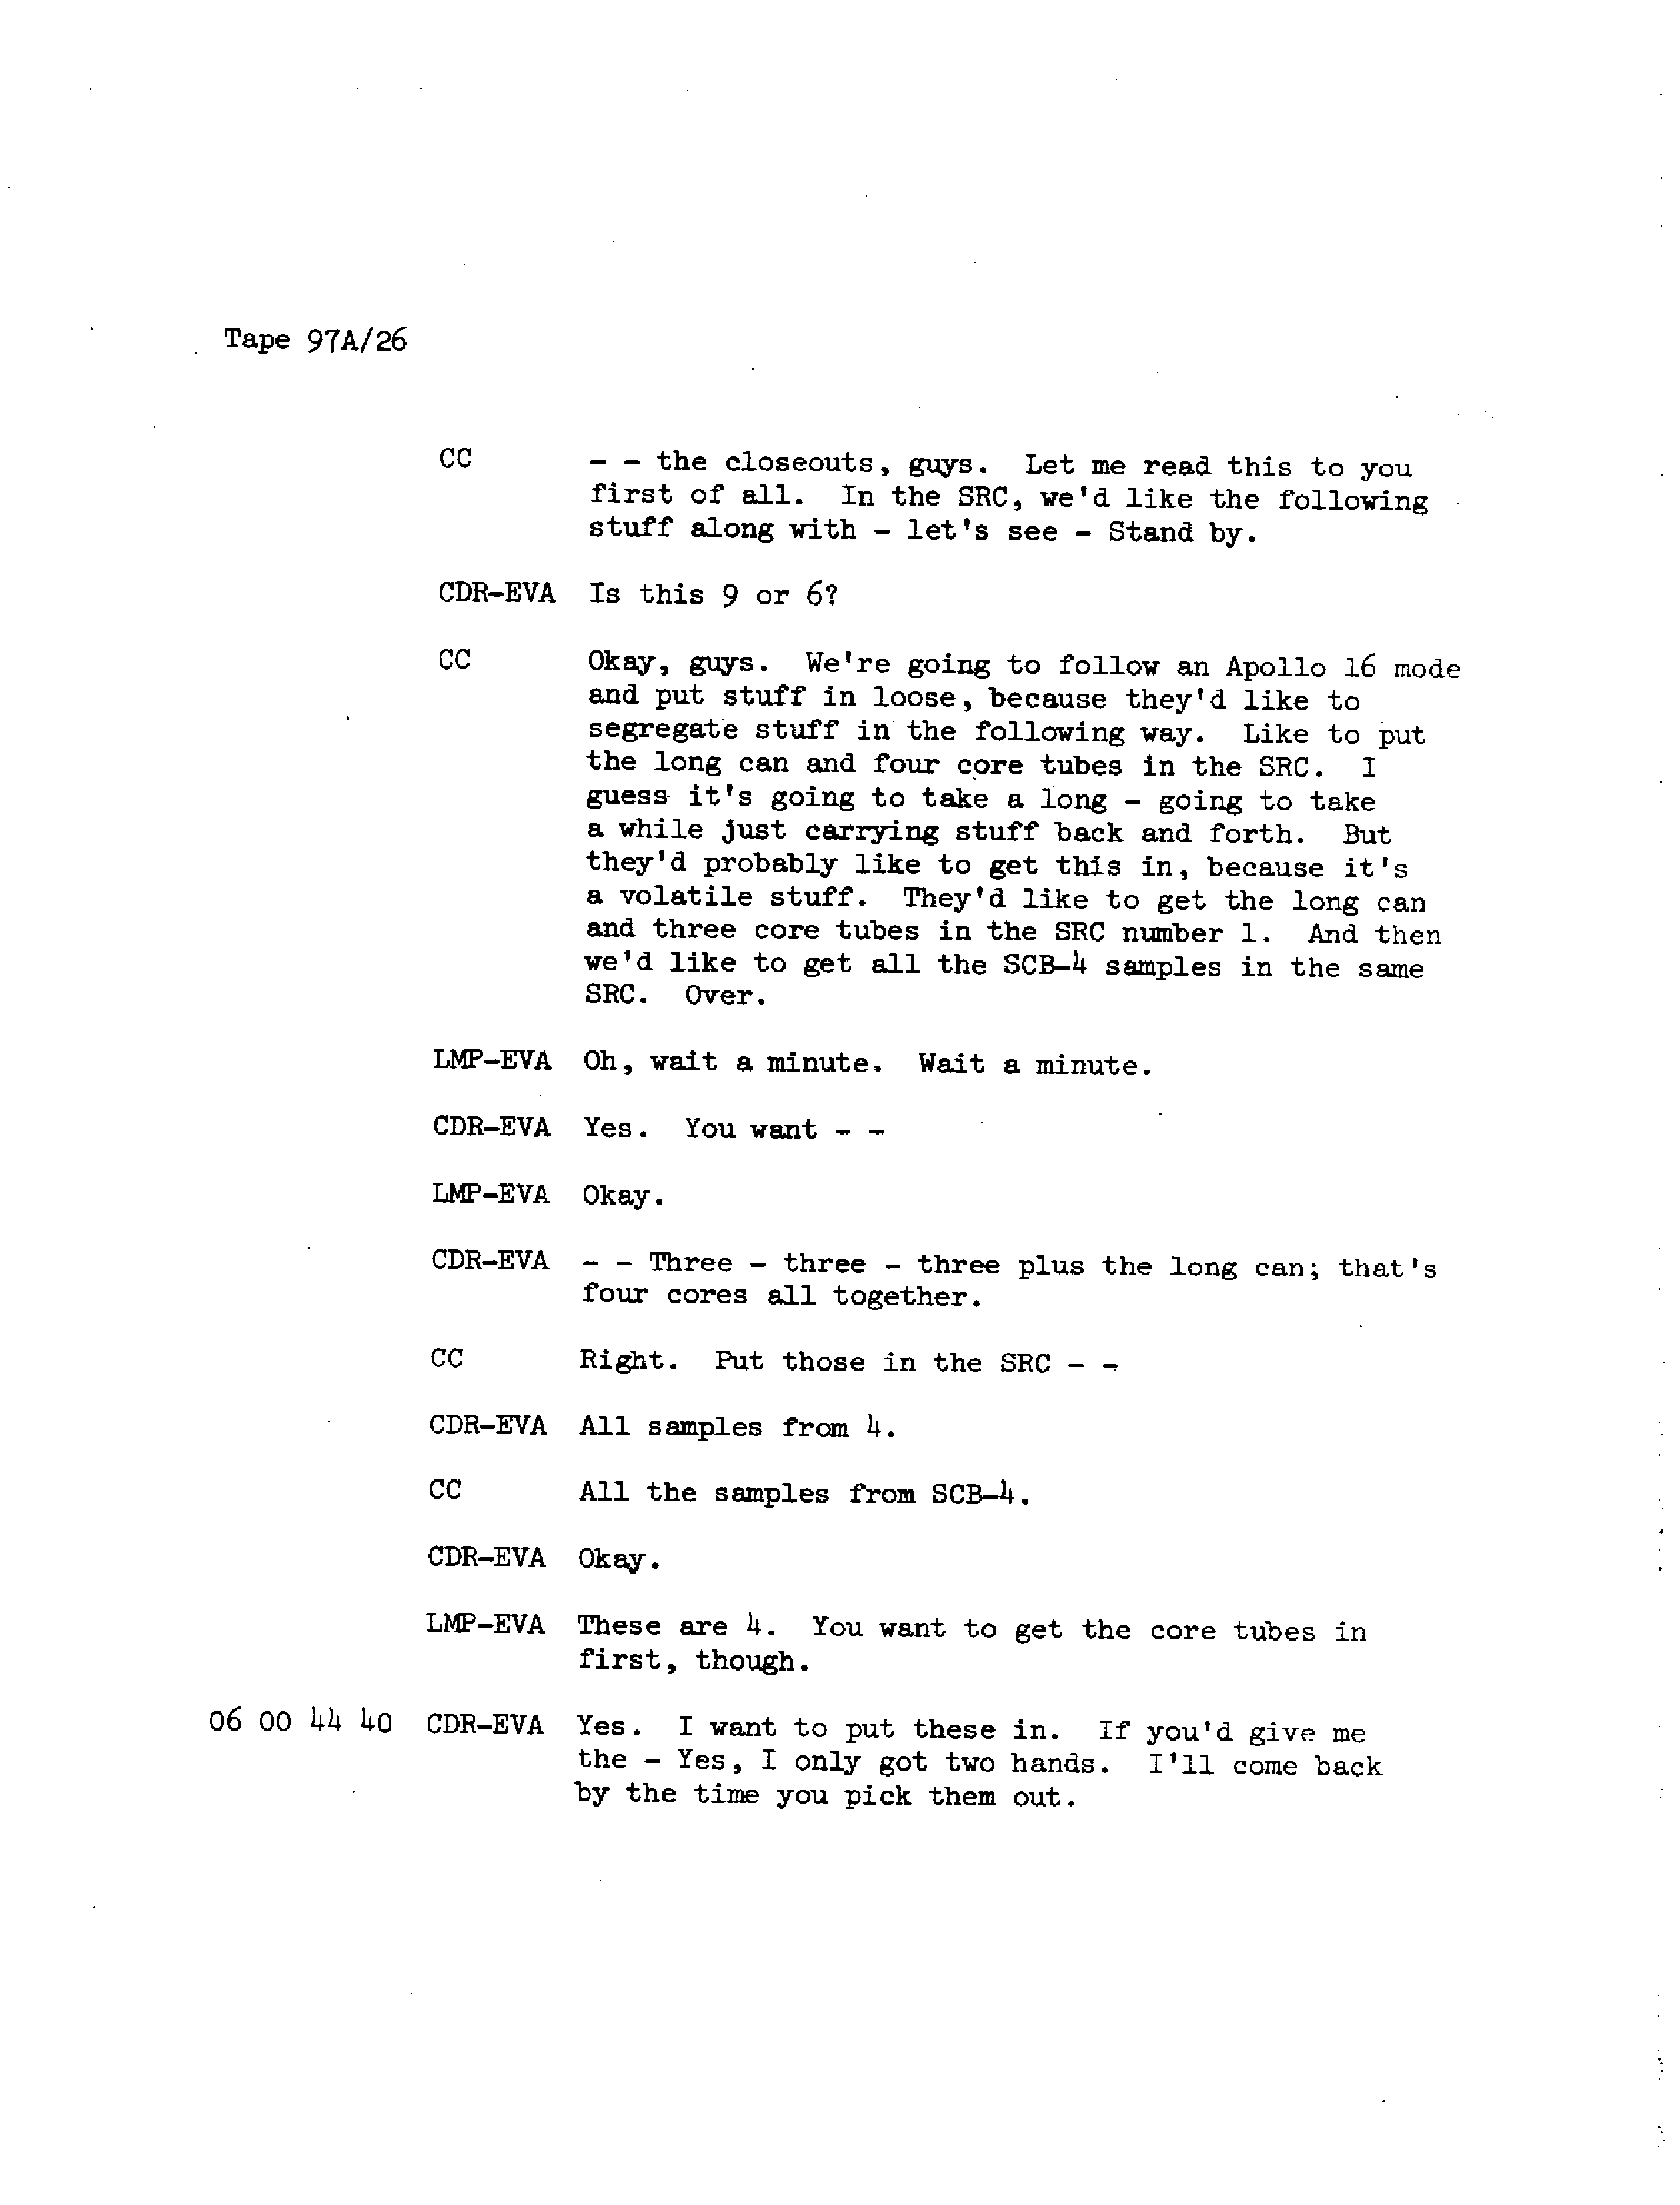 Tape 97A/26
CC - - the closeouts, guys. Let me read this to you
first of all. In the SRC, we'd like the following
stuff along with - let's see - Stand by.
CDR-EVA Is this 9 or 6?
CC Okay, guys. We're going to follow an Apollo 16 mode
and put stuff in loose, because they'd like to
segregate stuff in the following way. Like to put
the long can and four core tubes in the SRC. I
guess it's going to take a long - going to take
a while just carrying stuff back and forth. But
they'd probably like to get this in, because it's
a volatile stuff. They'd like to get the long can
and three core tubes in the SRC number 1. And then
we'd like to get all the SCB-4 samples in the same
SRC. Over.
LMP-EVA Oh, wait a minute. Wait a minute.
CDR-EVA Yes. You want - -
LMP-EVA Okay.
CDR-EVA - - Three - three - three plus the long can; that's
four cores all together.
CC Right. Put those in the SRC - -
CDR-EVA All samples from 4.
CC All the samples from SCB-4.
CDR-EVA Okay.
LMP-EVA These are 4. You want to get the core tubes in
first, though.
06 00 44 40 CDR-EVA Yes. I want to put these in. If you'd give me
the - Yes, I only got two hands. I'll come back
by the time you pick them out.